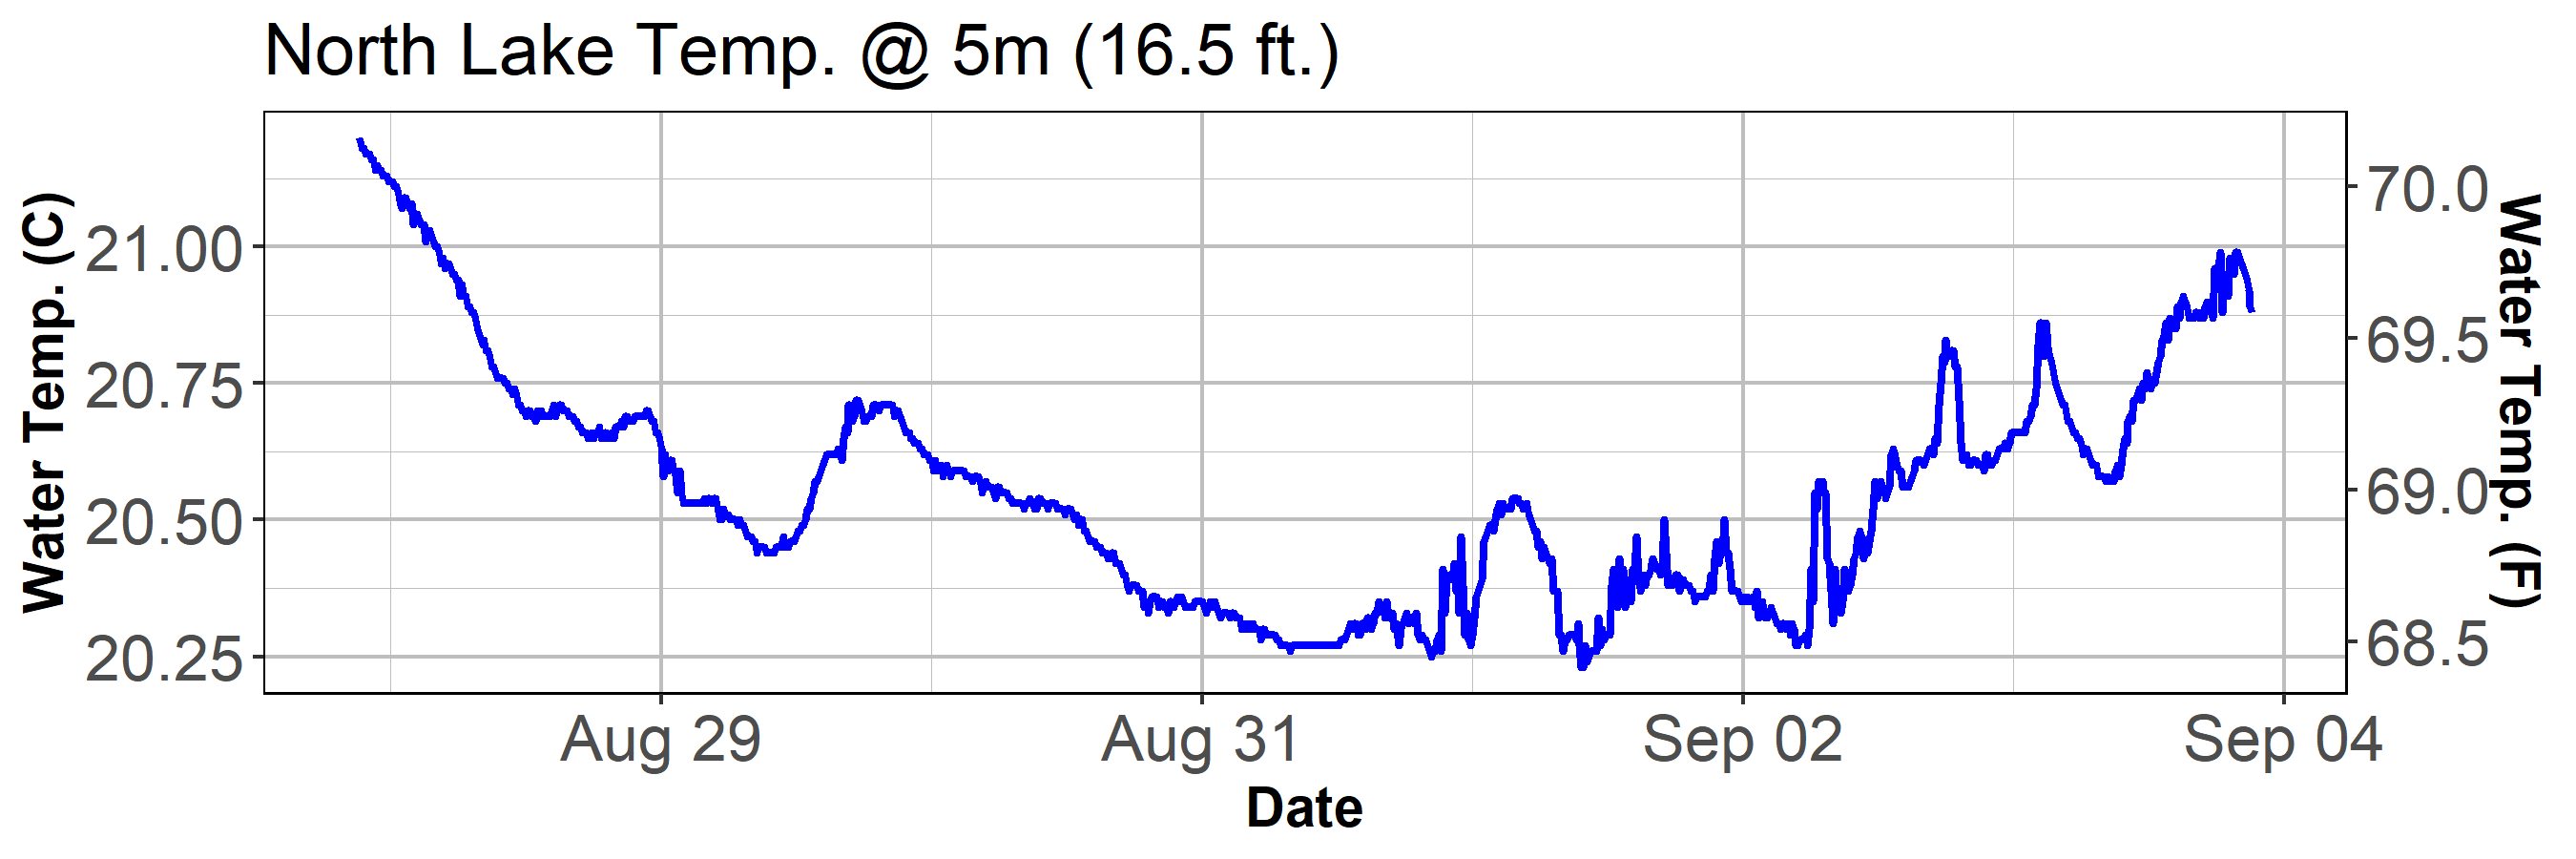 North Lake Temp. @ 5m (16.5 ft.)
Water Temp. (C)
21.00
20.75
20.50
20.25
70.0
69.5
69.0
68.5
Water Temp. (F)
Aug 29 Aug 31 Sep 02 Sep 04
Date